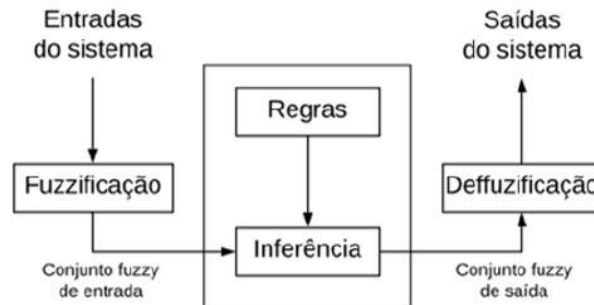 Entradas
do sistema
Saídas
do sistema
Regras
Fuzzificação
Deffuzificação
Inferência
Conjunto fuzzy
de entrada
Conjunto fuzzy
de saída